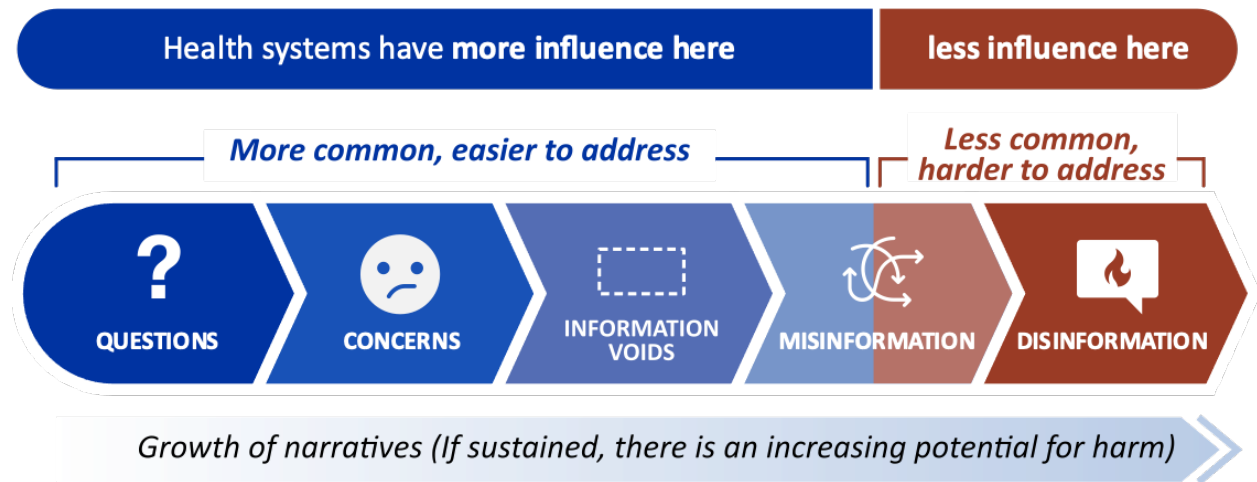 Health systems have more influence here
less influence here
More common, easier to address
Less common,
harder to address
?
QUESTIONS
CONCERNS
INFORMATION
VOIDS
MISINFORMATION
DISINFORMATION
Growth of narratives (If sustained, there is an increasing potential for harm)